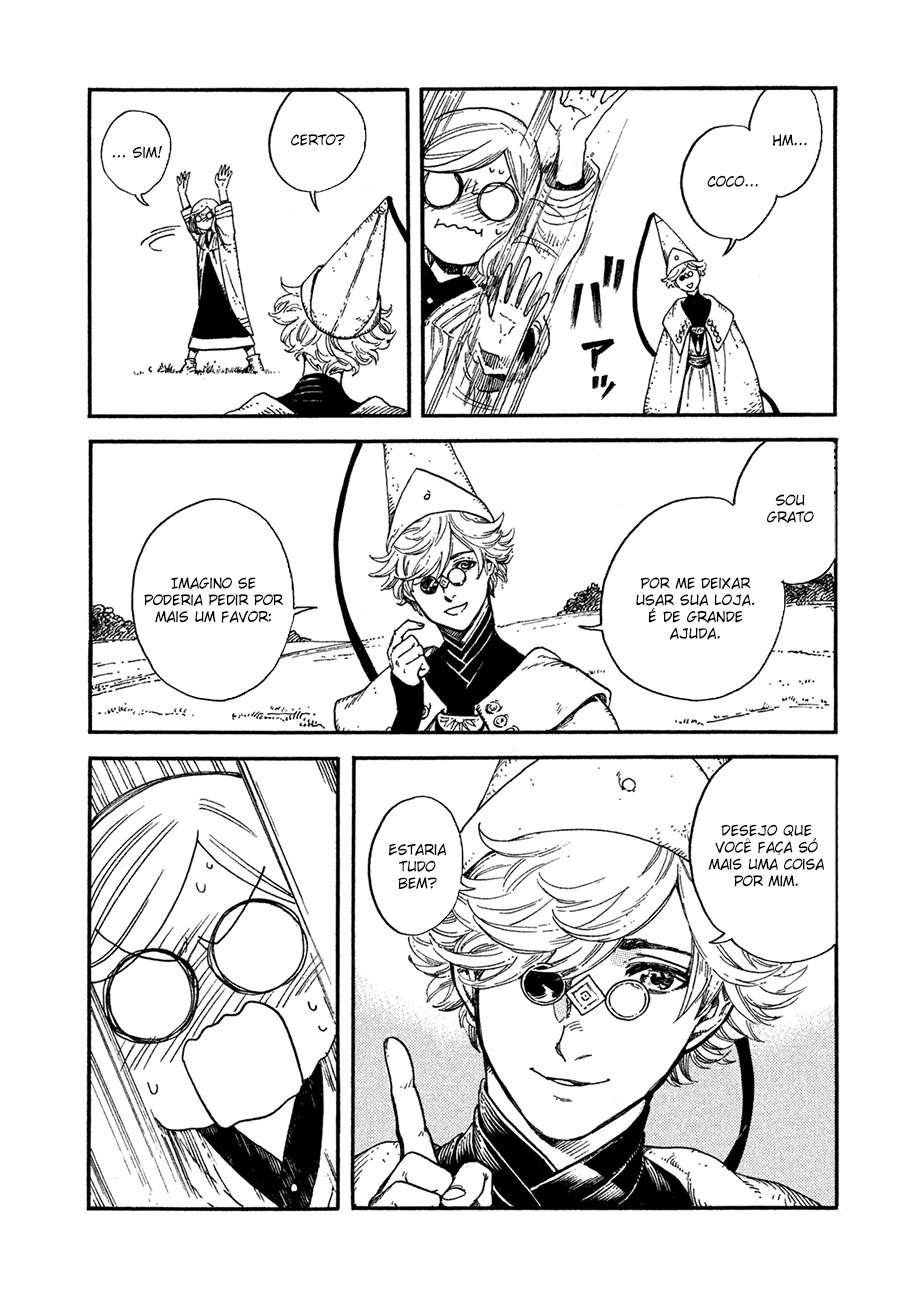 HM...
COCO...
CERTO?
... SIM!
SOU
GRATO
POR ME DEIXAR
USAR SUA LOJA.
É DE GRANDE
AJUDA.
IMAGINO SE
PODERIA PEDIR POR
MAIS UM FAVOR:
DESEJO QUE
VOCÊ FAÇA SÓ
MAIS UMA COISA
POR MIM.
ESTARIA
TUDO
BEM?